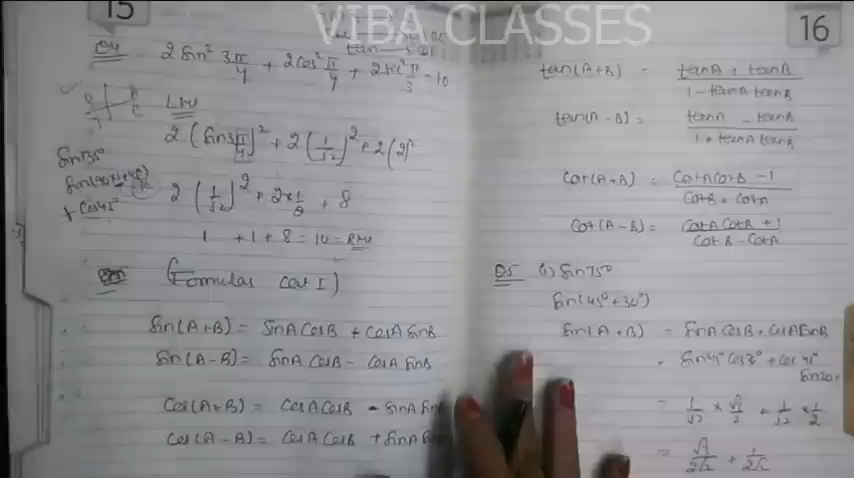 15
VIBA CLASSES
16
Q4 2 Sin² 3π/4 + 2cos² π/4 + 2sec² π/3 = 10
LHS
2 (Sin 3π/4)² + 2 (1/√2)² + 2(2)²
Sin135°
Sin(90°+45°)
+ Cos45°
2 (1/√2)² + 2×1/2 + 8
1 + 1 + 8 = 10 = RHS
(Formulas
Sin(A+B) = SinA CosB + CosA SinB
Sin(A-B) = SinA CosB - CosA SinB
Cos(A+B) = CosA CosB - SinA
Cos(A-B) = CosA CosB + SinA
tan(A+B) = tanA + tanB / 1 - tanA tanB
tan(A-B) = tanA - tanB / 1 + tanA tanB
Cot(A+B) = CotA CotB - 1 / CotB + CotA
Cot(A-B) = CotA CotB + 1 / CotB - CotA
Q5 (i) Sin75°
Sin(45°+30°)
Sin(A+B) = SinA CosB + CosA SinB
= Sin45° Cos30° + Cos45° Sin30°
= 1/√2 × √3/2 + 1/√2 × 1/2
= √3/2√2 + 1/2√2